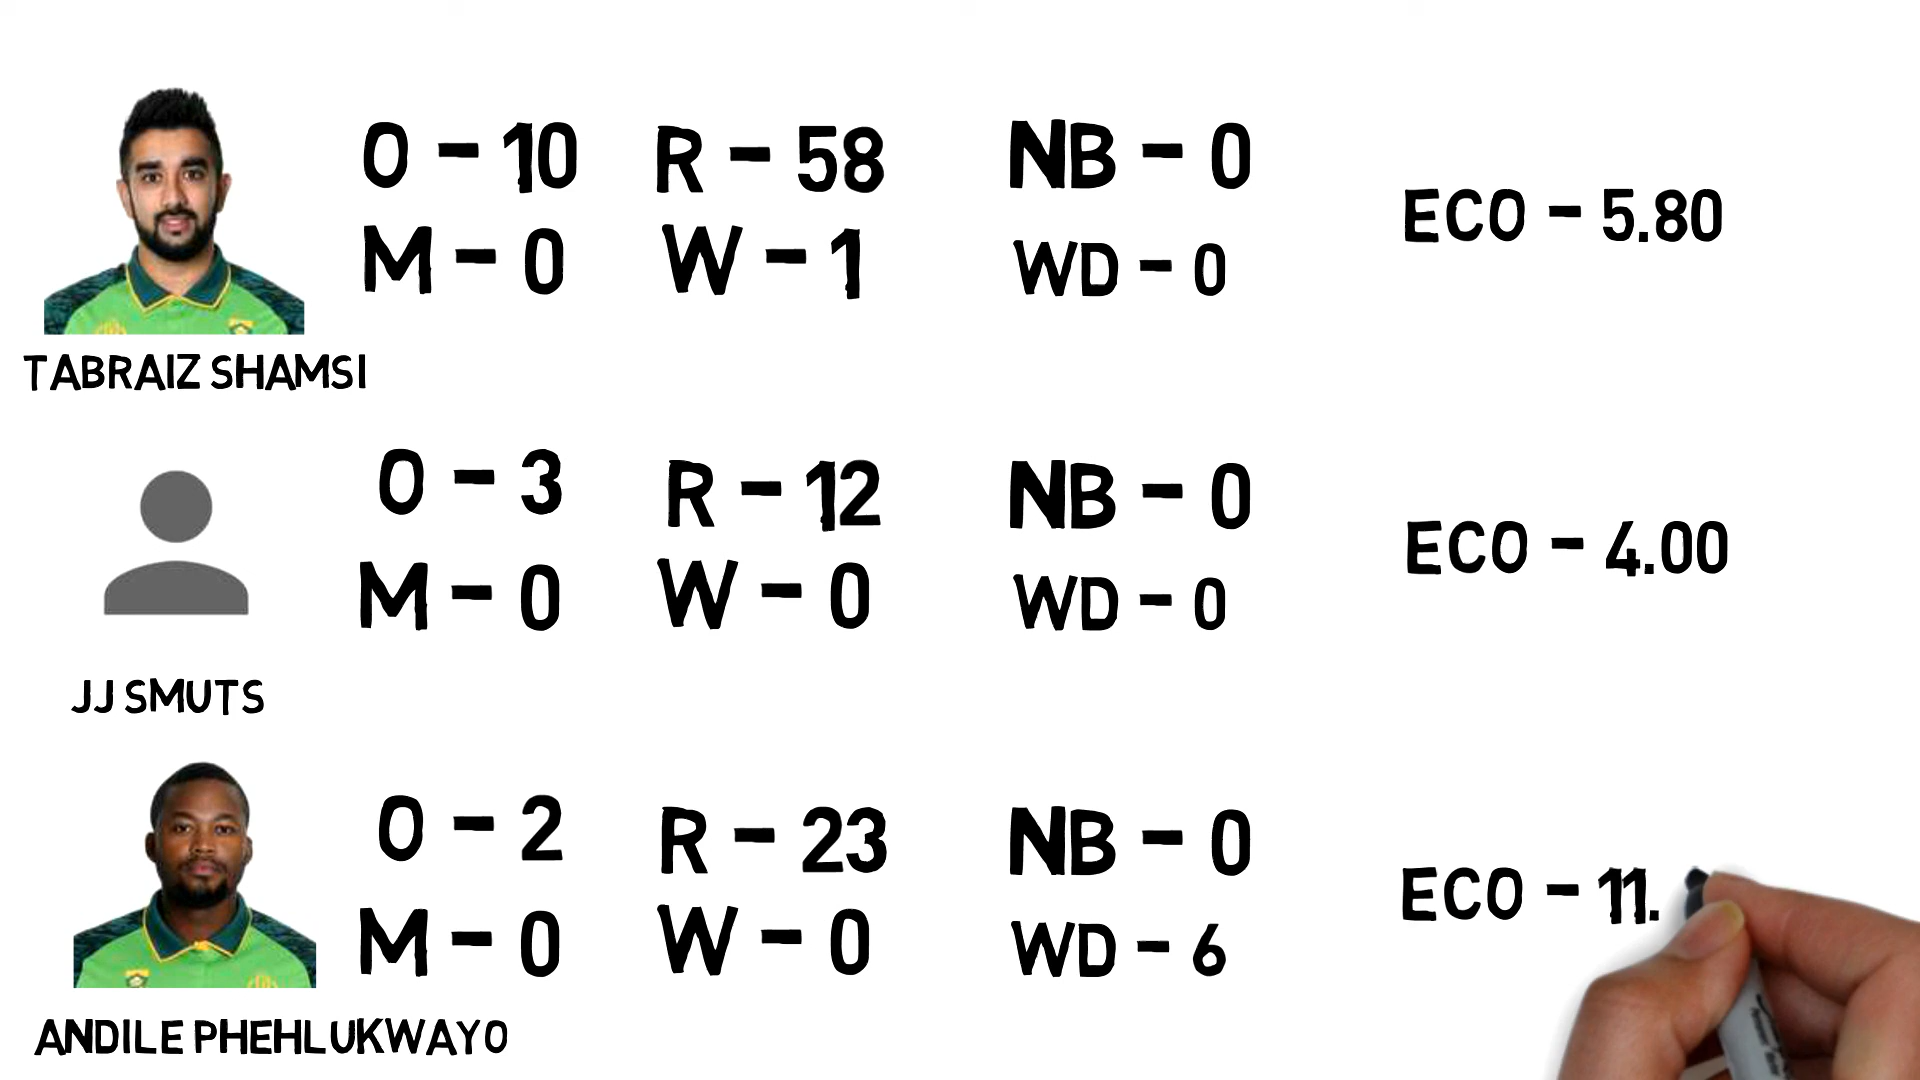 O - 10 R - 58 NB - 0
M - 0 W - 1 WD - 0
ECO - 5.80
TABRAIZ SHAMSI
O - 3 R - 12 NB - 0
M - 0 W - 0 WD - 0
ECO - 4.00
JJ SMUTS
O - 2 R - 23 NB - 0
M - 0 W - 0 WD - 6
ECO - 11.
ANDILE PHEHLUKWAYO